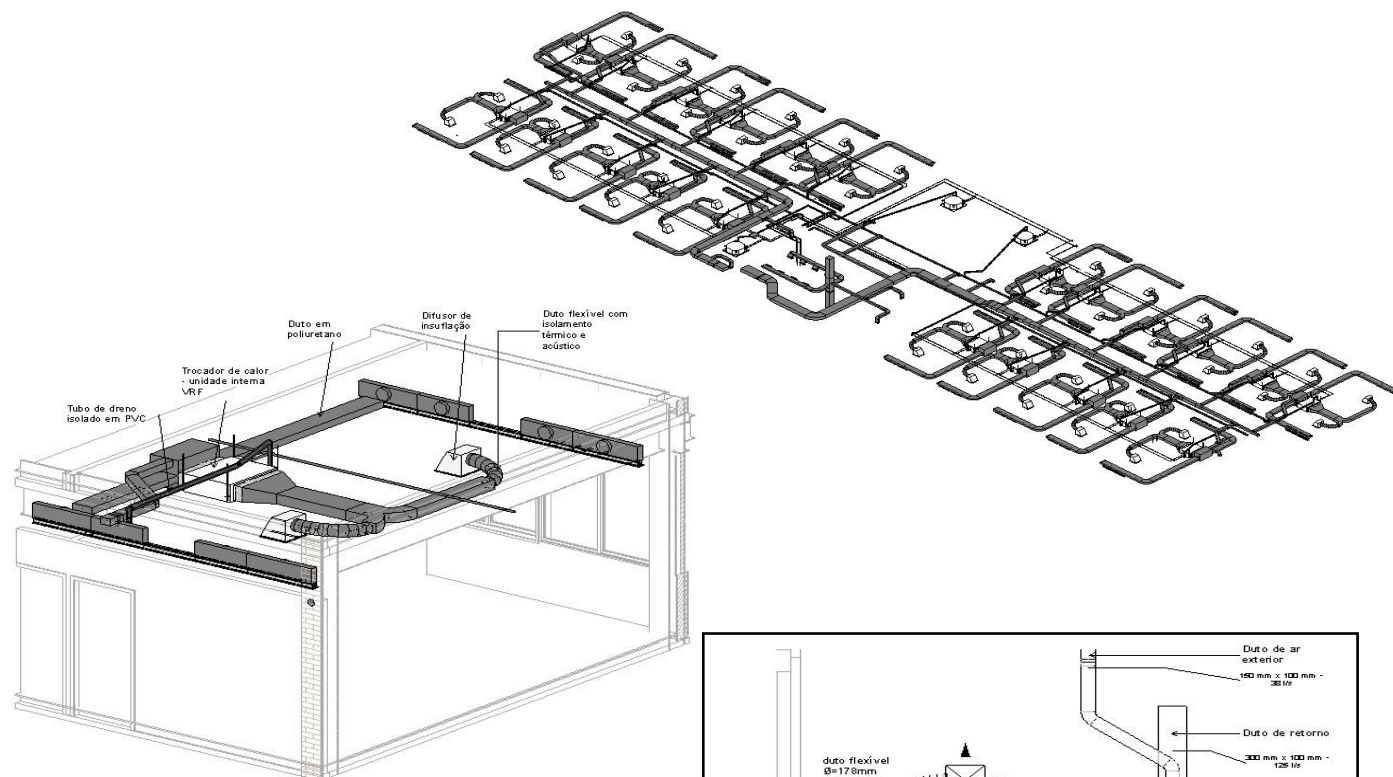 Duto em
poliuretano
Difusor de
insuflação
Duto flexível com
isolamento
térmico e
acústico
Trocador de calor
- unidade interna
VRF
Tubo de dreno
isolado em PVC
Duto de ar
exterior
150 mm x 100 mm -
38 l/s
Duto de retorno
300 mm x 100 mm -
125 l/s
duto flexível
Ø=178mm